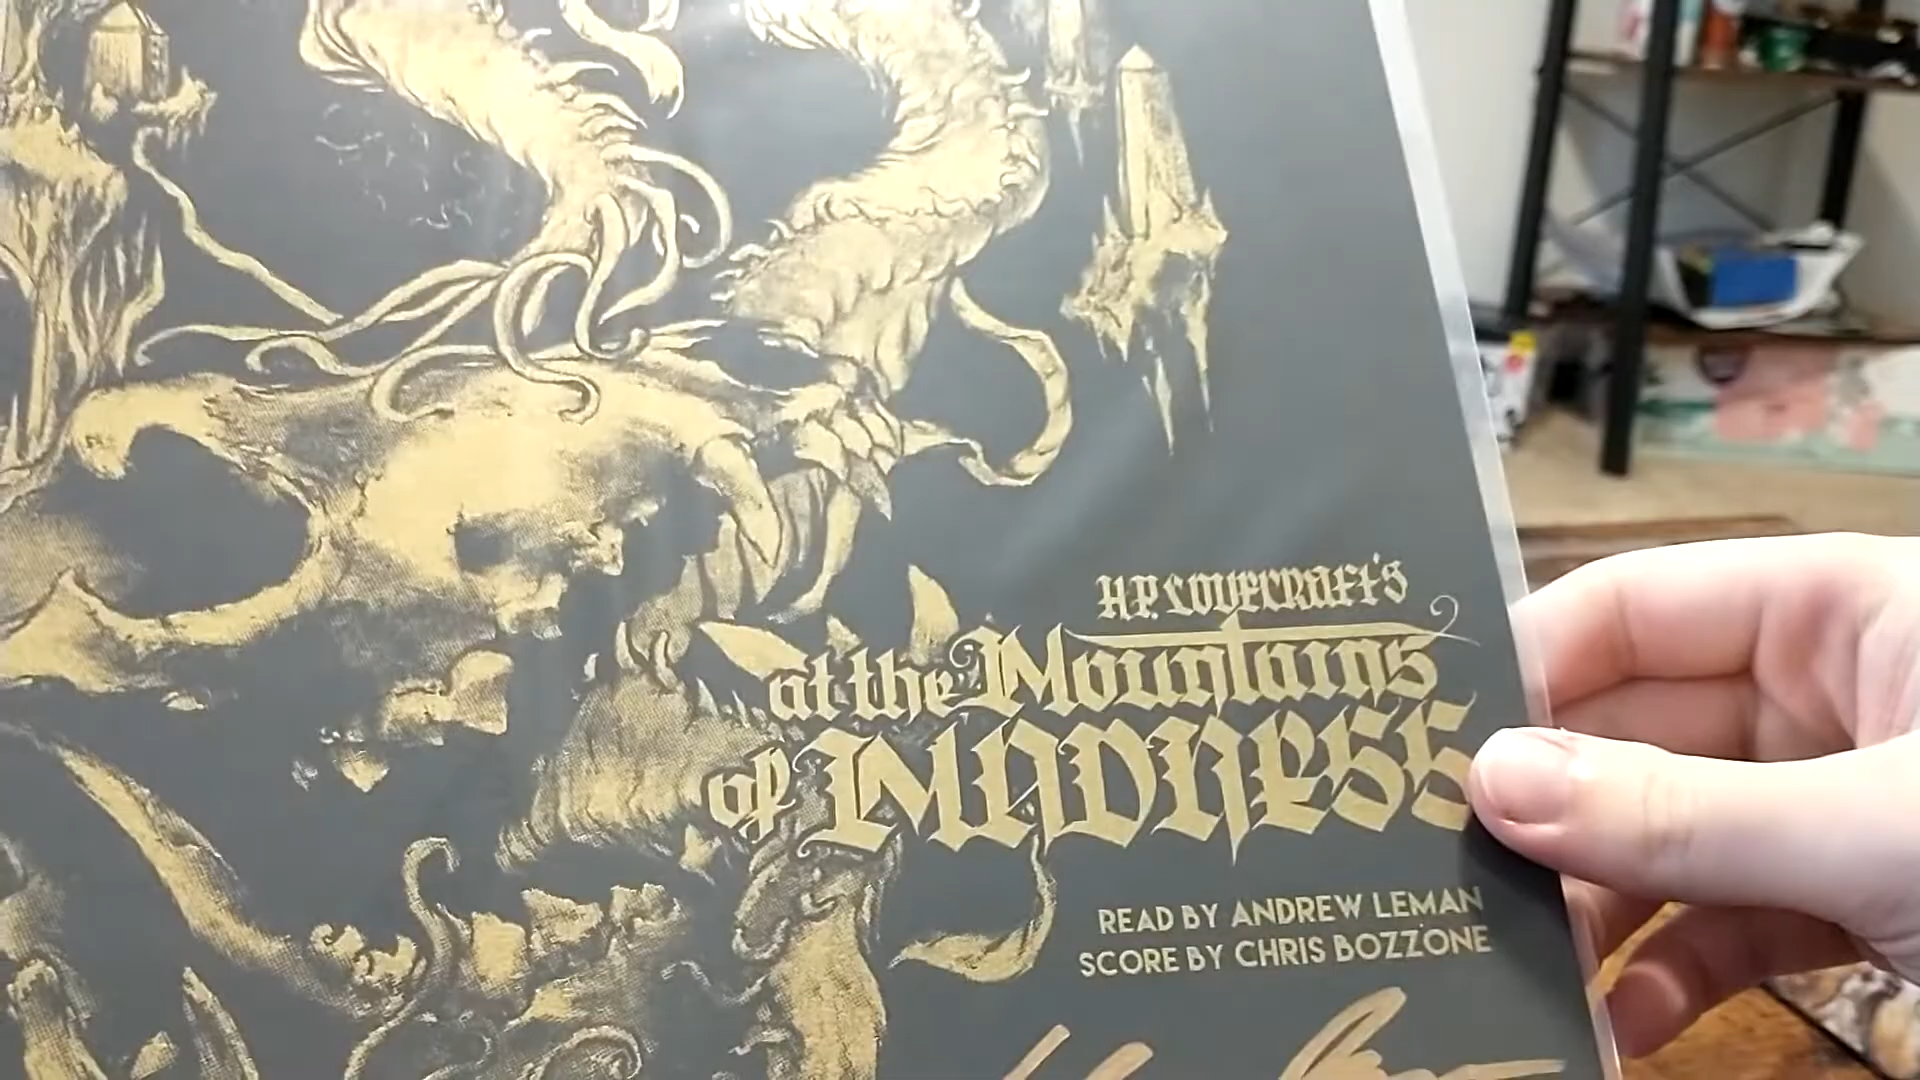 H.P. Lovecraft's
at the Mountains
of MADNESS
READ BY ANDREW LEMAN
SCORE BY CHRIS BOZZONE